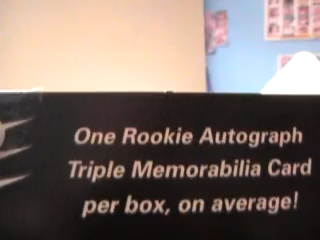 One Rookie Autograph
Triple Memorabilia Card
per box, on average!